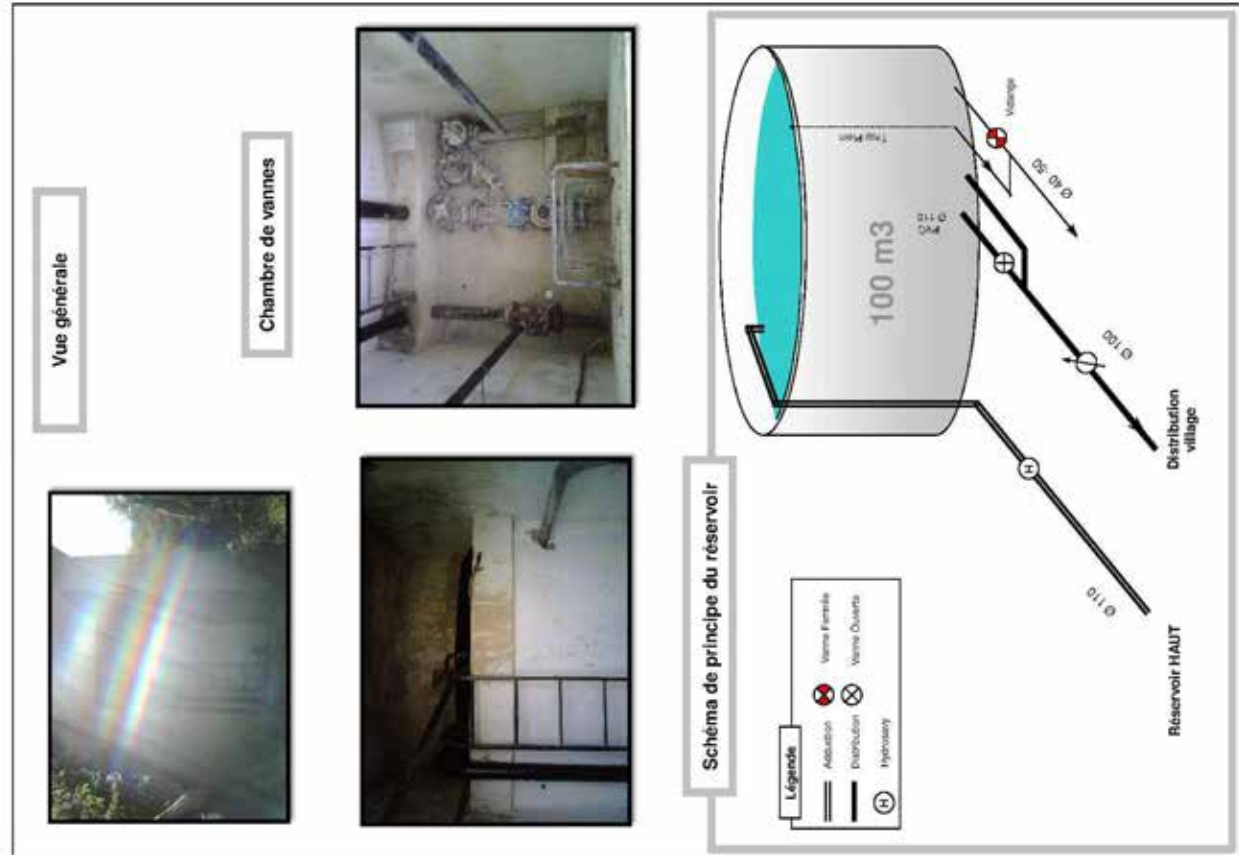 Vue générale
Chambre de vannes
Schéma de principe du réservoir
Légende
Adduction
Vanne Fermée
Distribution
Vanne Ouverte
H
Hydrosavy
100 m3
Trop Plein
Vidange
Ø 40 -50
PVC
Ø 110
Ø 100
Distribution
village
H
Ø 110
Réservoir HAUT